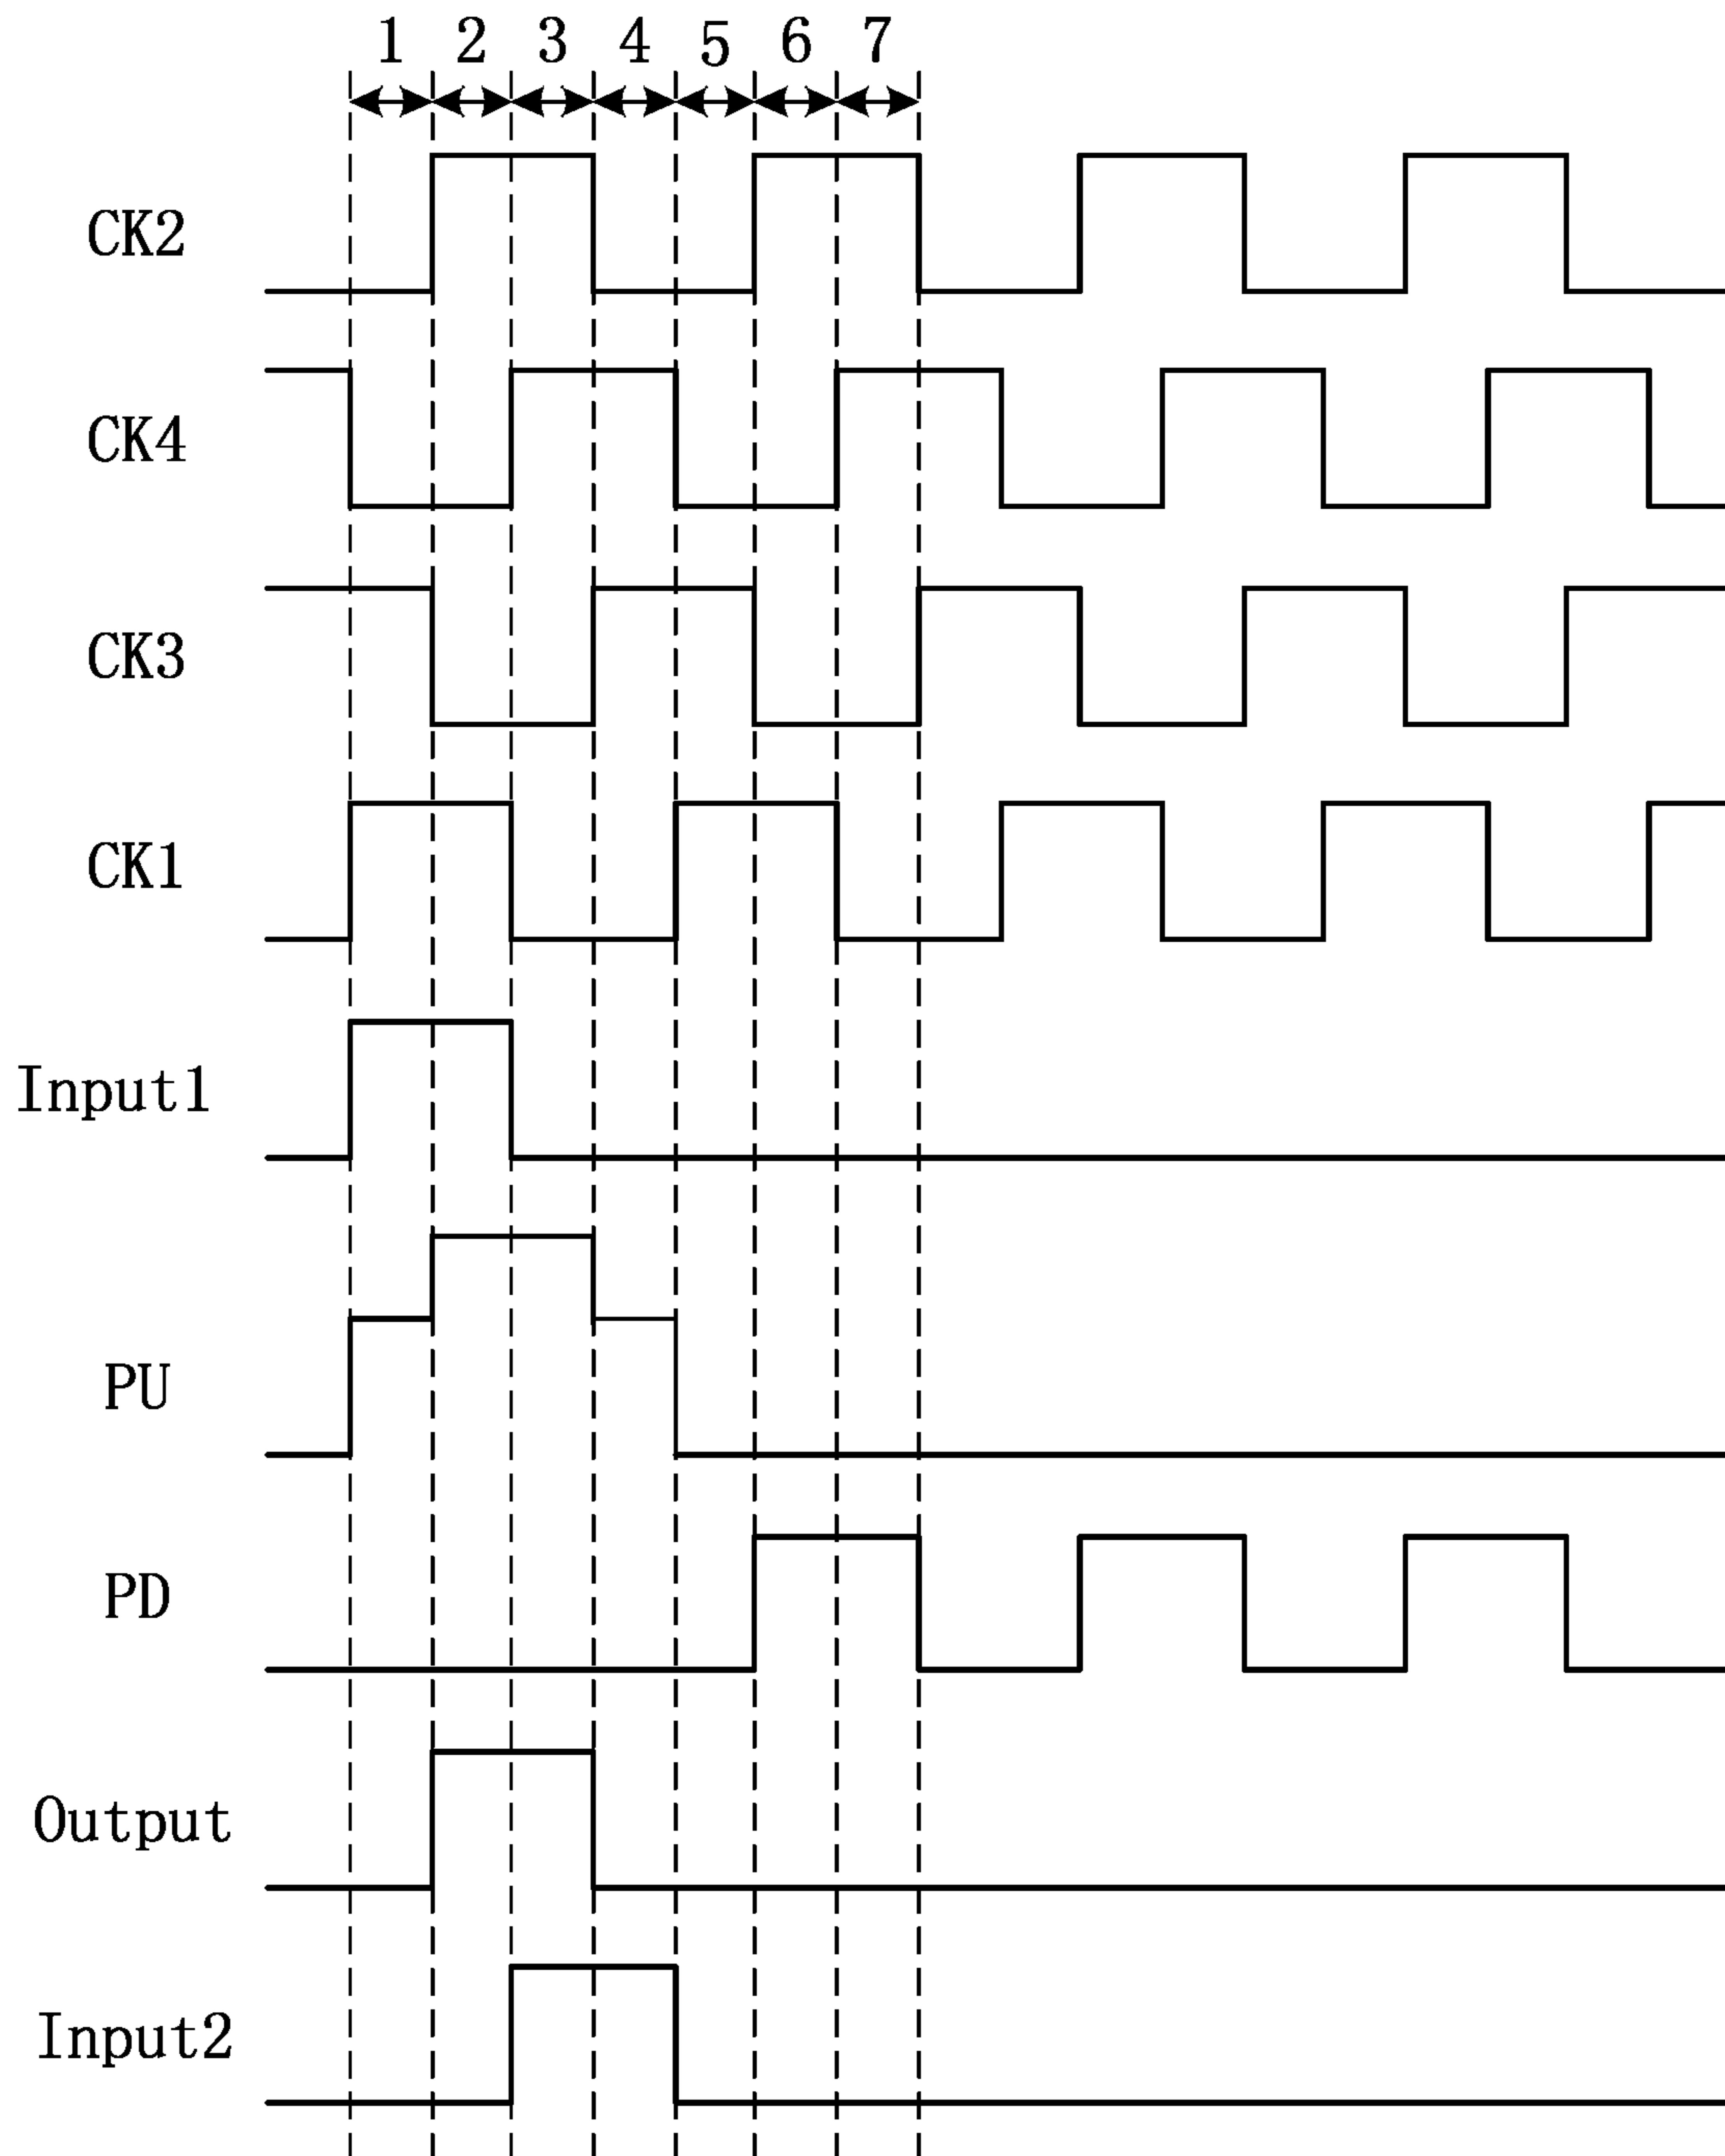 1 2 3 4 5 6 7
CK2
CK4
CK3
CK1
Input1
PU
PD
Output
Input2